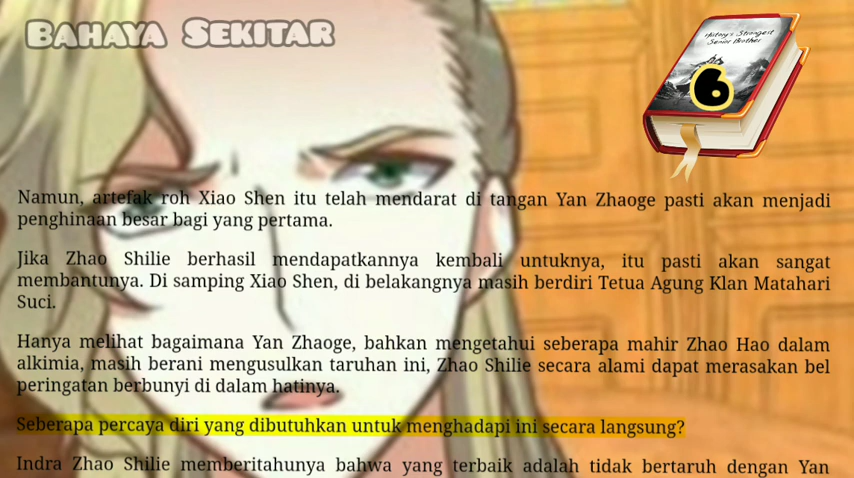 Bahaya Sekitar
History's Strongest
Senior Brother
6
Namun, artefak roh Xiao Shen itu telah mendarat di tangan Yan Zhaoge pasti akan menjadi
penghinaan besar bagi yang pertama.
Jika Zhao Shilie berhasil mendapatkannya kembali untuknya, itu pasti akan sangat
membantunya. Di samping Xiao Shen, di belakangnya masih berdiri Tetua Agung Klan Matahari
Suci.
Hanya melihat bagaimana Yan Zhaoge, bahkan mengetahui seberapa mahir Zhao Hao dalam
alkimia, masih berani mengusulkan taruhan ini, Zhao Shilie secara alami dapat merasakan bel
peringatan berbunyi di dalam hatinya.
Seberapa percaya diri yang dibutuhkan untuk menghadapi ini secara langsung?
Indra Zhao Shilie memberitahunya bahwa yang terbaik adalah tidak bertaruh dengan Yan